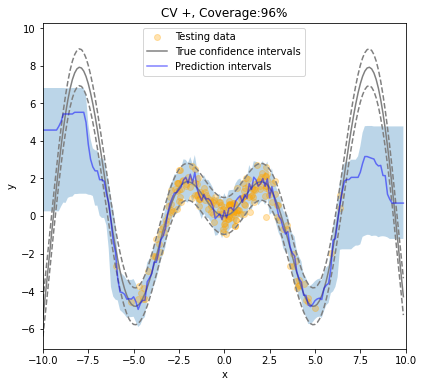 CV +, Coverage:96%
Testing data
True confidence intervals
Prediction intervals
10
8
6
4
2
0
−2
−4
−6
y
−10.0 −7.5 −5.0 −2.5 0.0 2.5 5.0 7.5 10.0
x